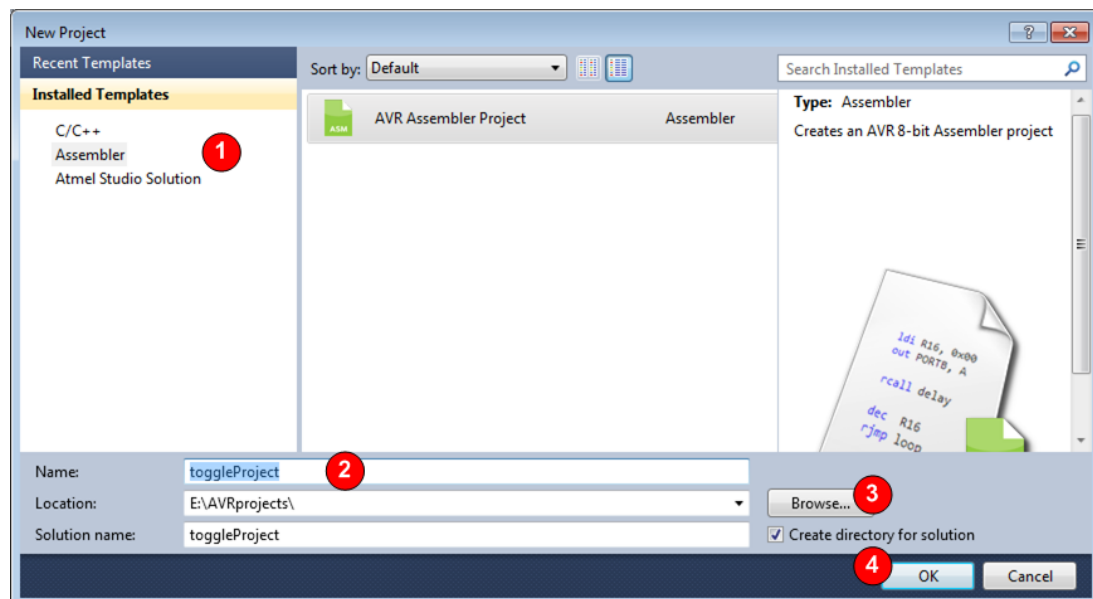 New Project
Recent Templates
Installed Templates
C/C++
Assembler
Atmel Studio Solution
1
Sort by: Default
Search Installed Templates
ASM AVR Assembler Project Assembler
Type: Assembler
Creates an AVR 8-bit Assembler project
ldi R16, 0x00
out PORTB, A
rcall delay
dec R16
rjmp loop
Name: toggleProject 2
Location: E:\AVRprojects\
Browse... 3
Solution name: toggleProject
Create directory for solution
4 OK Cancel